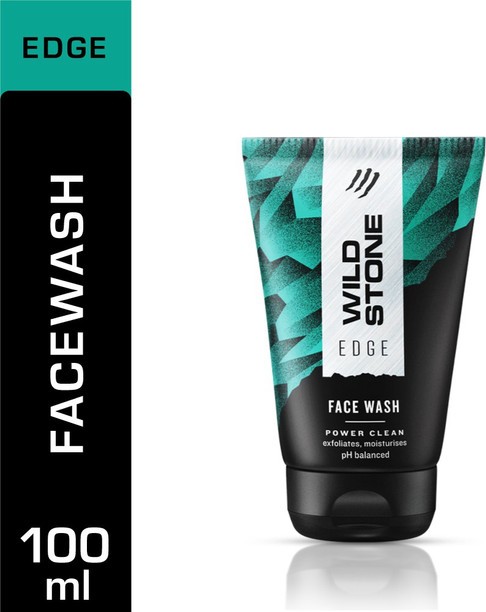 EDGE
FACEWASH
100
ml
WILD
STONE
EDGE
FACE WASH
POWER CLEAN
exfoliates, moisturises
pH balanced